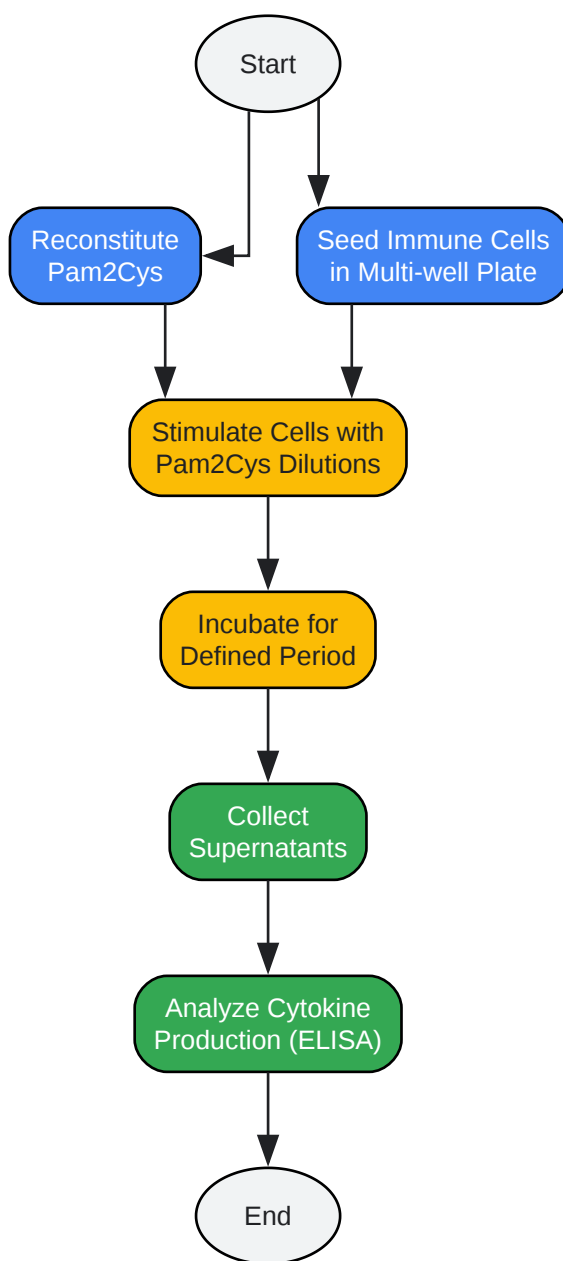 Start
Reconstitute
Pam2Cys
Seed Immune Cells
in Multi-well Plate
Stimulate Cells with
Pam2Cys Dilutions
Incubate for
Defined Period
Collect
Supernatants
Analyze Cytokine
Production (ELISA)
End